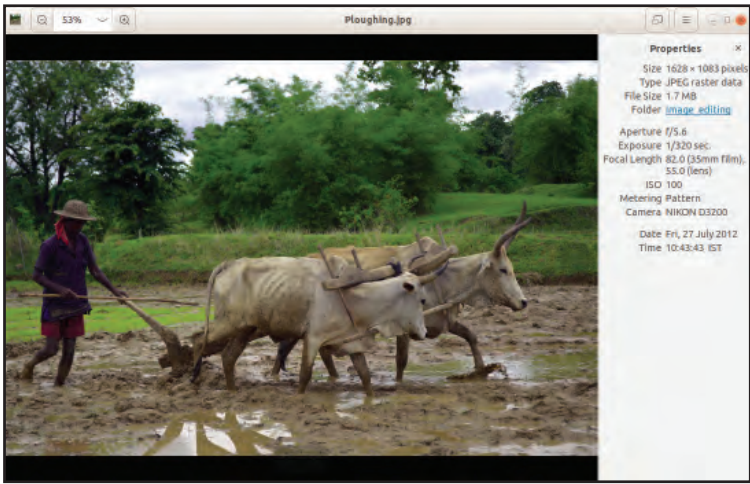 53%
Ploughing.jpg
Properties
Size 1628 × 1083 pixels
Type JPEG raster data
File Size 1.7 MB
Folder Image_editing
Aperture f/5.6
Exposure 1/320 sec.
Focal Length 82.0 (35mm film),
55.0 (lens)
ISO 100
Metering Pattern
Camera NIKON D3200
Date Fri, 27 July 2012
Time 10:43:43 IST